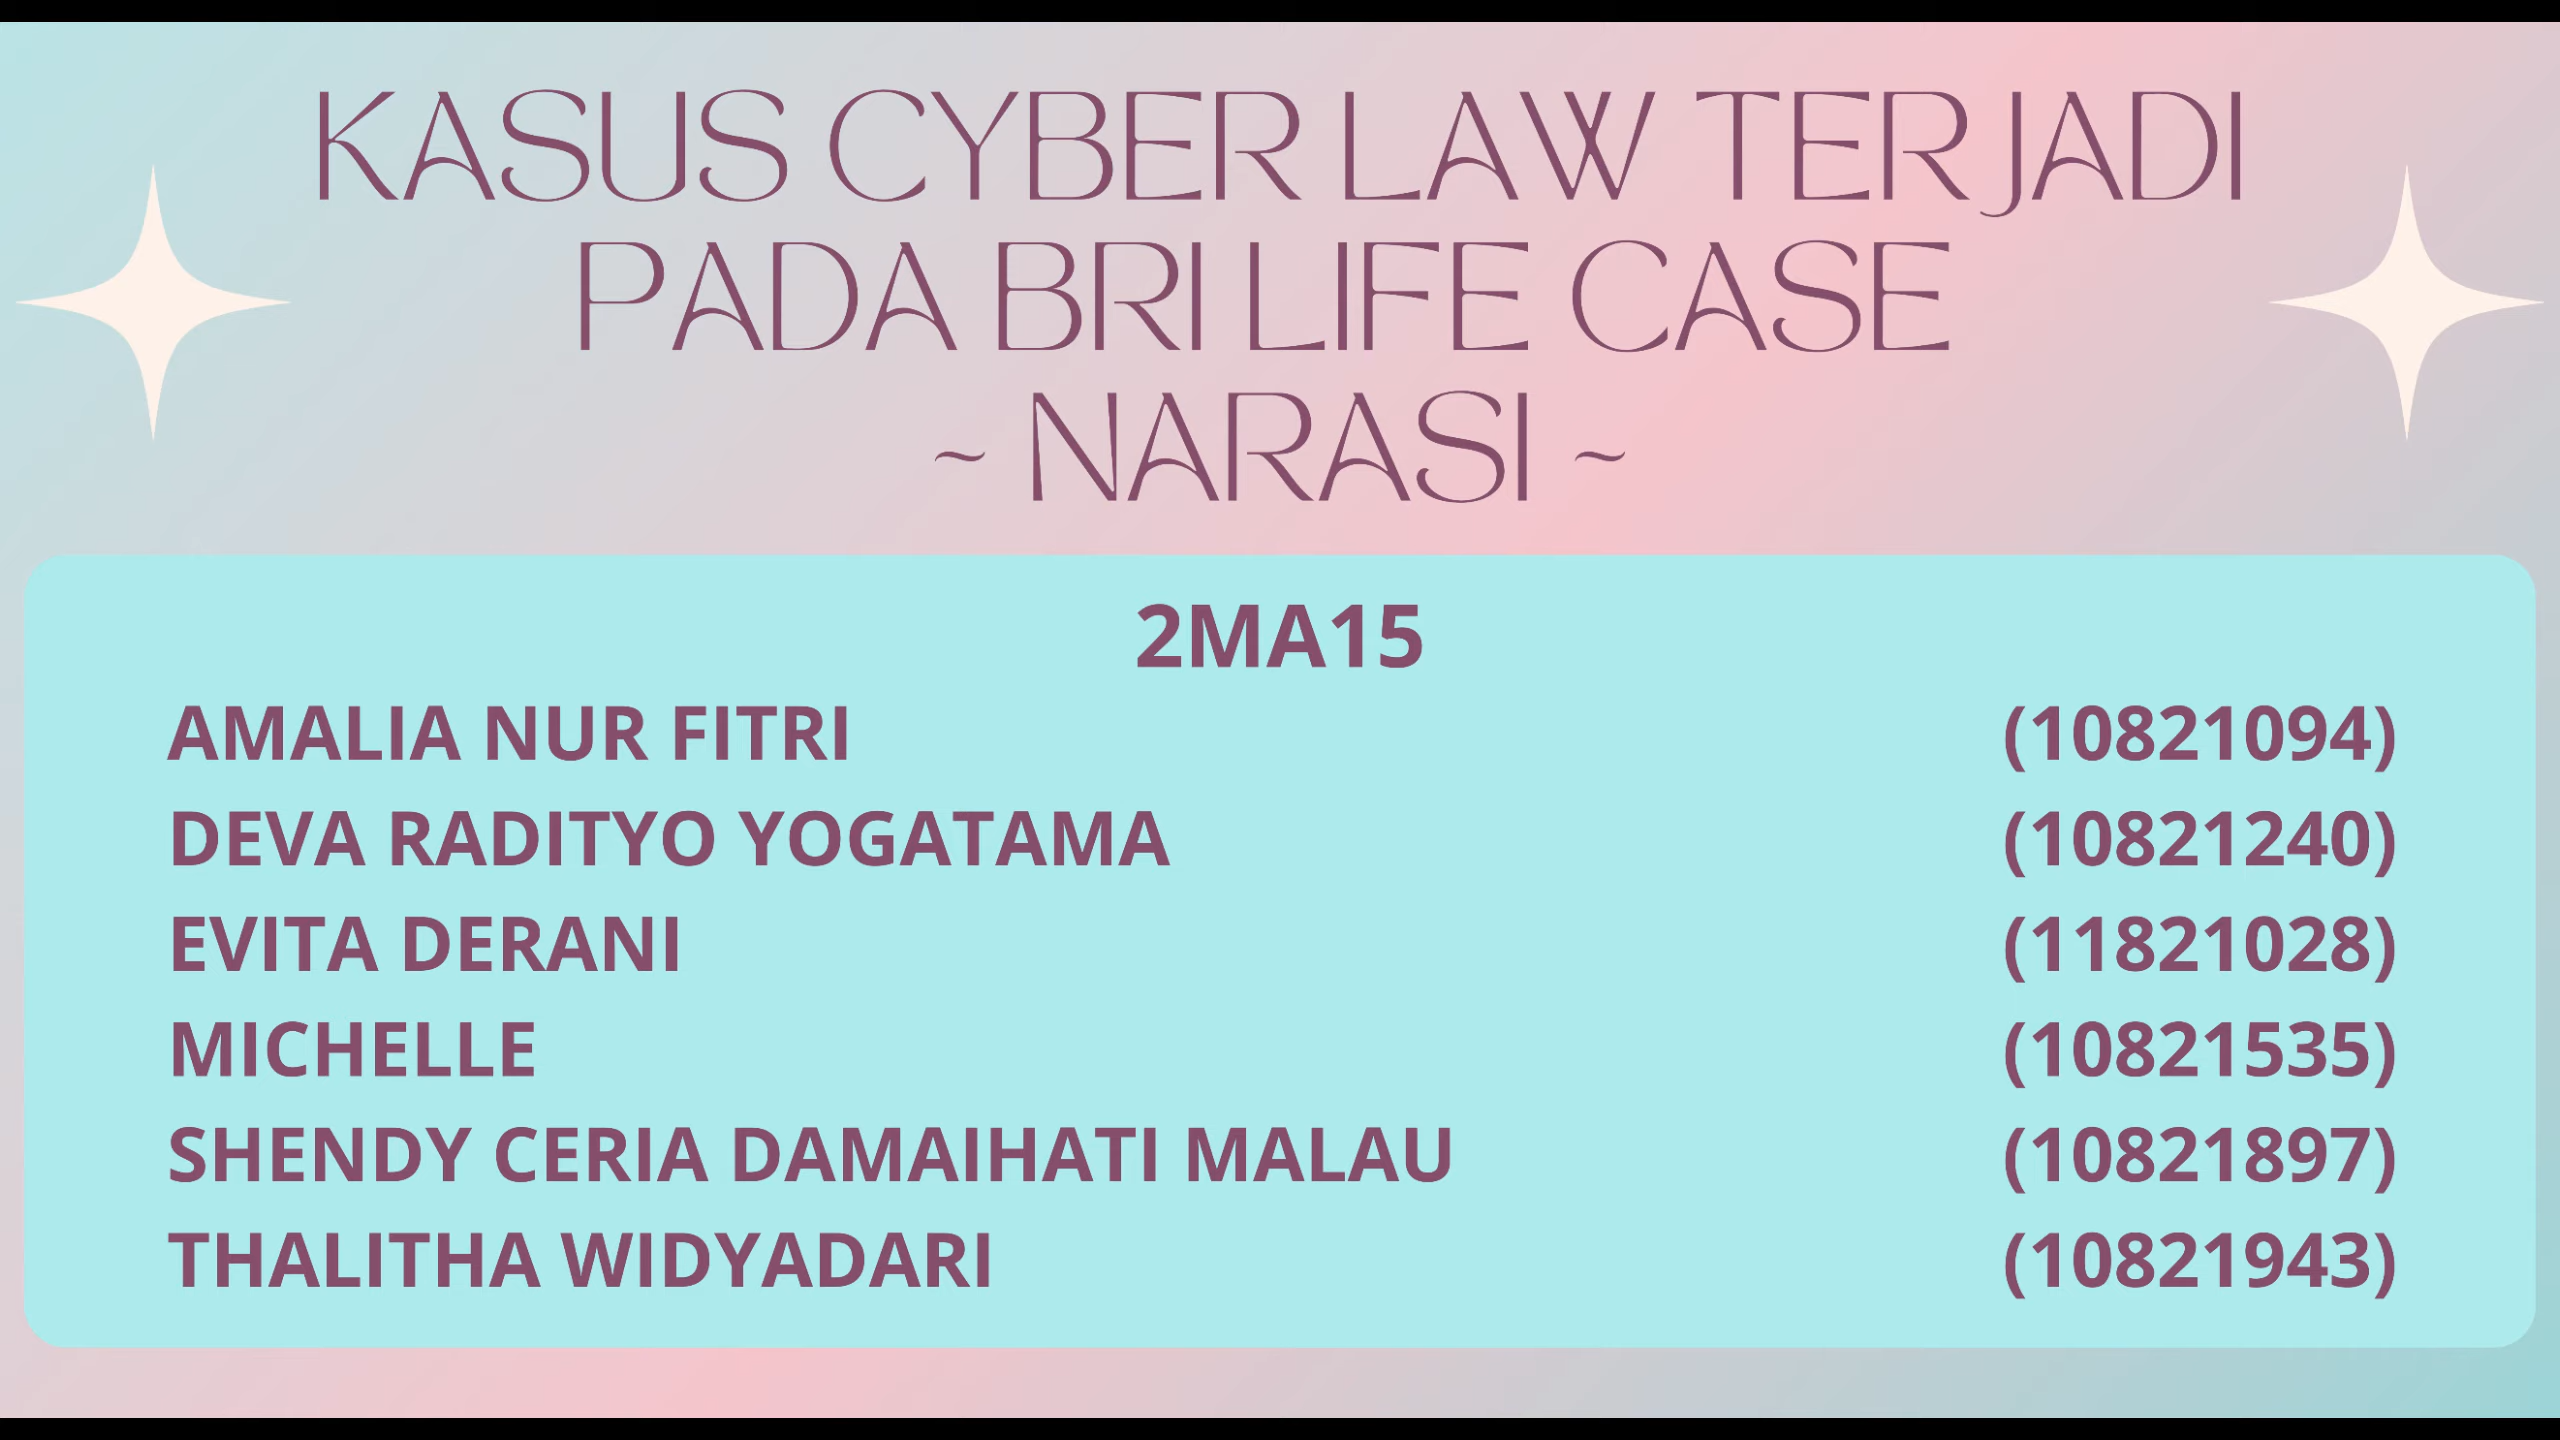 KASUS CYBER LAW TERJADI
PADA BRI LIFE CASE
~ NARASI ~
2MA15
AMALIA NUR FITRI (10821094)
DEVA RADITYO YOGATAMA (10821240)
EVITA DERANI (11821028)
MICHELLE (10821535)
SHENDY CERIA DAMAIHATI MALAU (10821897)
THALITHA WIDYADARI (10821943)